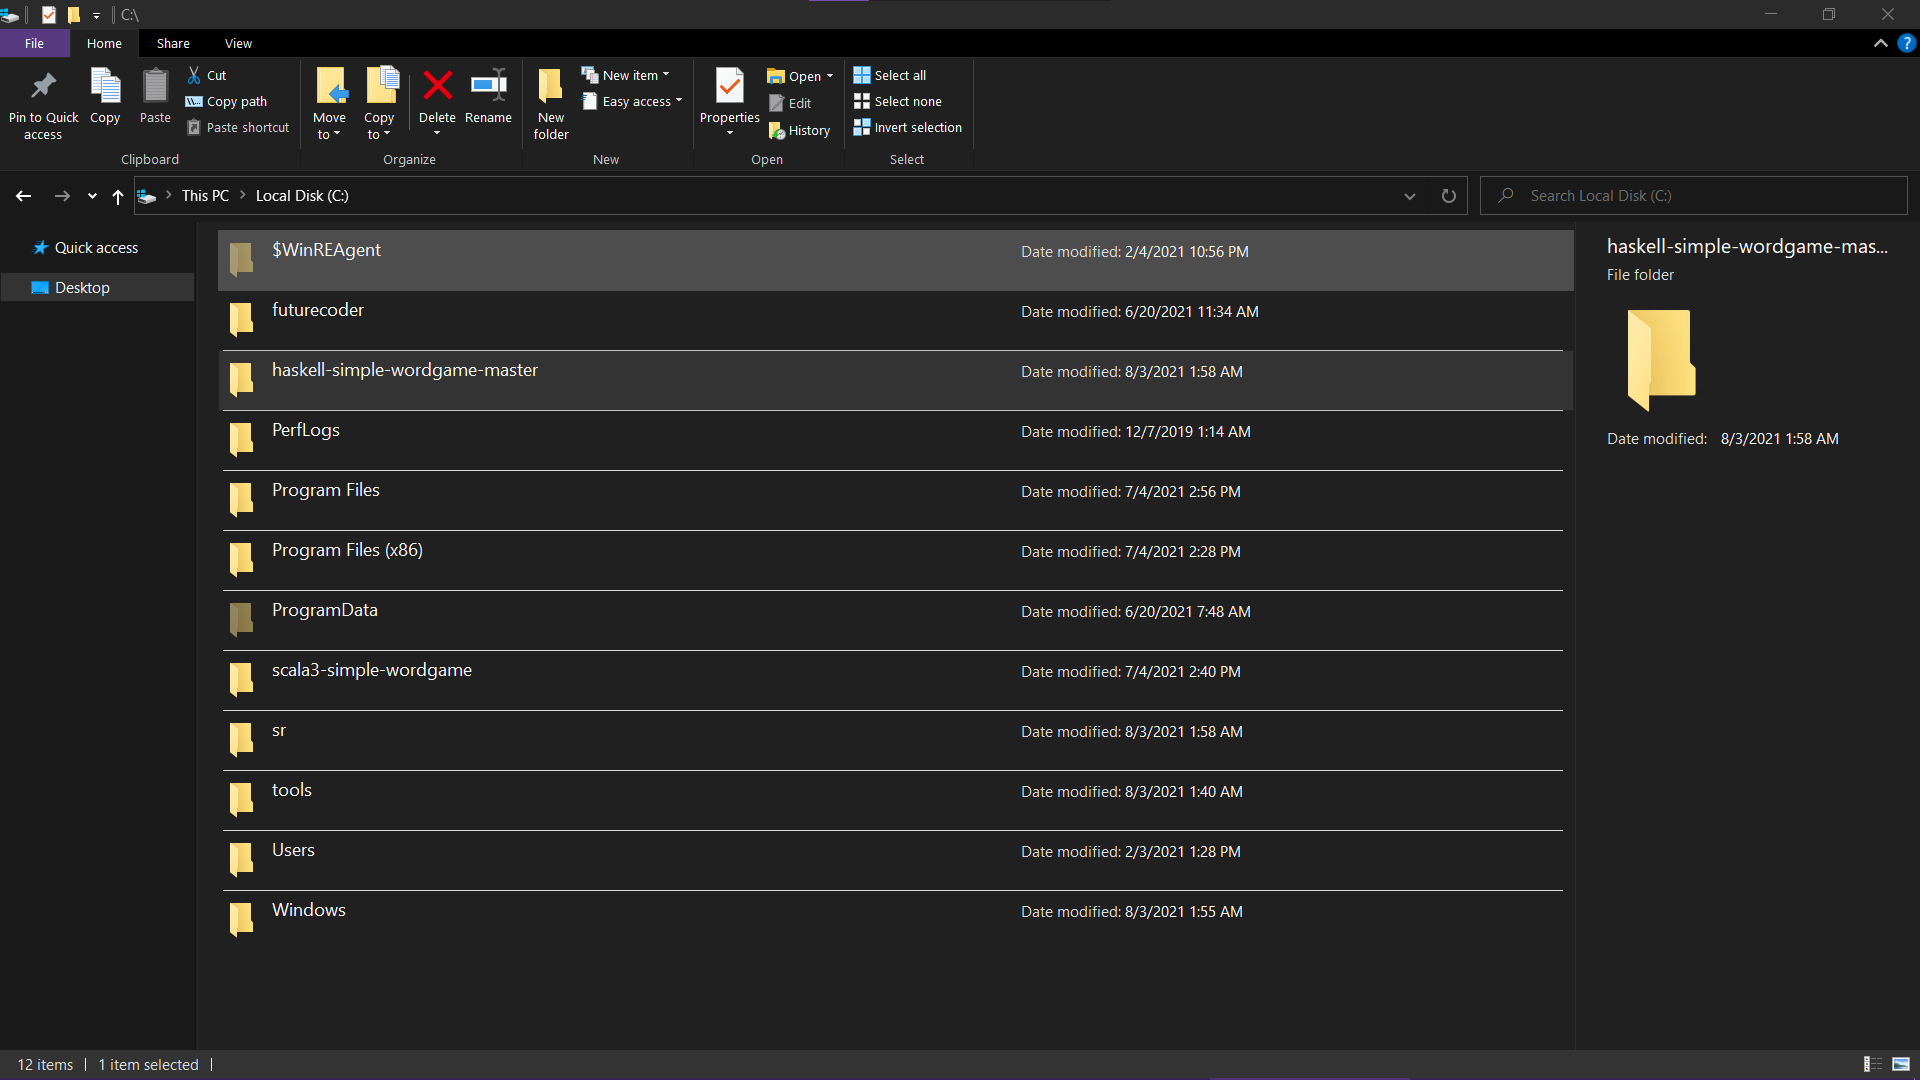 C:\
File Home Share View
Pin to Quick access
Copy
Paste
Cut
Copy path
Paste shortcut
Clipboard
Move to
Copy to
Delete
Rename
Organize
New folder
New item
Easy access
New
Properties
Open
Edit
History
Open
Select all
Select none
Invert selection
Select
This PC > Local Disk (C:)
Search Local Disk (C:)
Quick access
Desktop
$WinREAgent Date modified: 2/4/2021 10:56 PM
futurecoder Date modified: 6/20/2021 11:34 AM
haskell-simple-wordgame-master Date modified: 8/3/2021 1:58 AM
PerfLogs Date modified: 12/7/2019 1:14 AM
Program Files Date modified: 7/4/2021 2:56 PM
Program Files (x86) Date modified: 7/4/2021 2:28 PM
ProgramData Date modified: 6/20/2021 7:48 AM
scala3-simple-wordgame Date modified: 7/4/2021 2:40 PM
sr Date modified: 8/3/2021 1:58 AM
tools Date modified: 8/3/2021 1:40 AM
Users Date modified: 2/3/2021 1:28 PM
Windows Date modified: 8/3/2021 1:55 AM
haskell-simple-wordgame-mas...
File folder
Date modified: 8/3/2021 1:58 AM
12 items | 1 item selected |